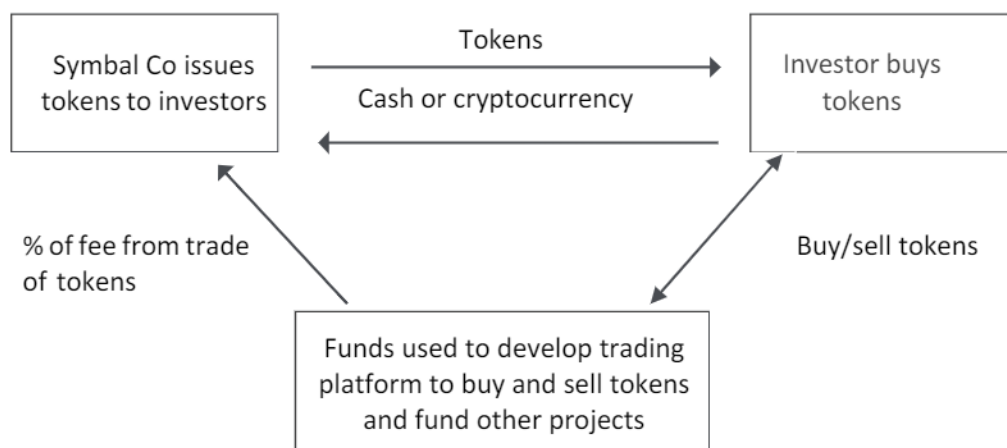 Symbal Co issues
tokens to investors
Tokens
Cash or cryptocurrency
Investor buys
tokens
% of fee from trade
of tokens
Buy/sell tokens
Funds used to develop trading
platform to buy and sell tokens
and fund other projects